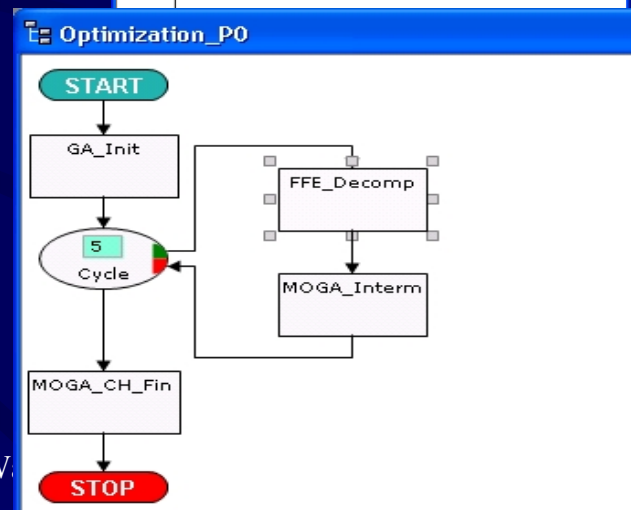 Optimization_P0
START
GA_Init
FFE_Decomp
5
Cycle
MOGA_Interm
MOGA_CH_Fin
STOP